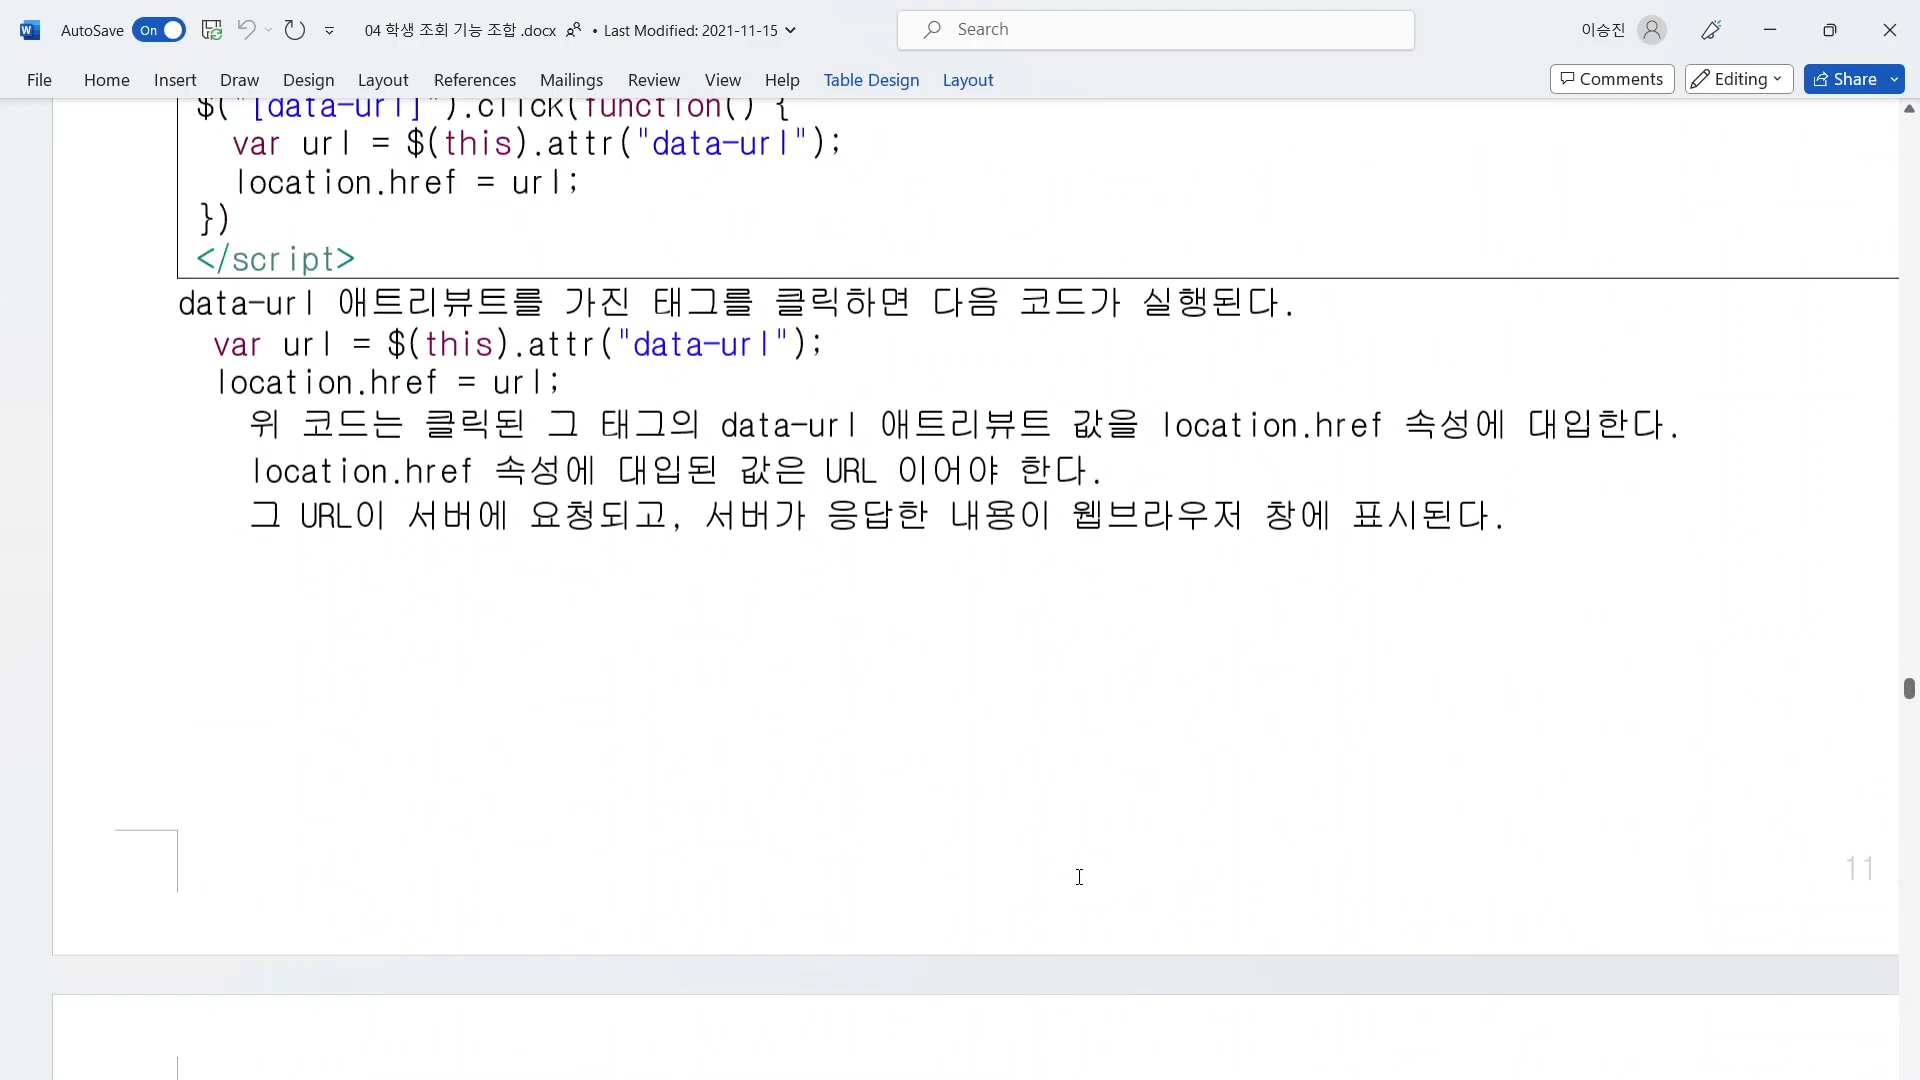 AutoSave On 04 학생 조회 기능 조합 .docx • Last Modified: 2021-11-15 Search 이승진
File Home Insert Draw Design Layout References Mailings Review View Help Table Design Layout Comments Editing Share
$("[data-url]").click(function() {
var url = $(this).attr("data-url");
location.href = url;
})
</script>
data-url 애트리뷰트를 가진 태그를 클릭하면 다음 코드가 실행된다.
var url = $(this).attr("data-url");
location.href = url;
위 코드는 클릭된 그 태그의 data-url 애트리뷰트 값을 location.href 속성에 대입한다.
location.href 속성에 대입된 값은 URL 이어야 한다.
그 URL이 서버에 요청되고, 서버가 응답한 내용이 웹브라우저 창에 표시된다.
11